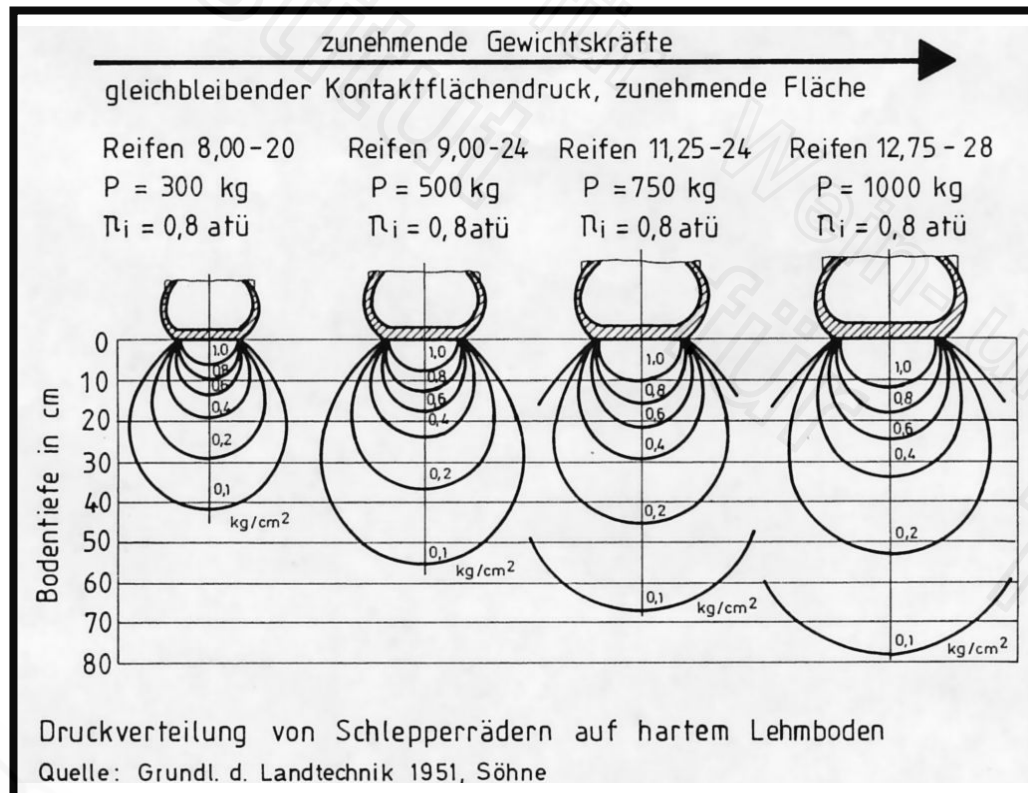 zunehmende Gewichtskräfte
gleichbleibender Kontaktflächendruck, zunehmende Fläche
Reifen 8,00-20 Reifen 9,00-24 Reifen 11,25-24 Reifen 12,75-28
P = 300 kg P = 500 kg P = 750 kg P = 1000 kg
πi = 0,8 atü πi = 0,8 atü πi = 0,8 atü πi = 0,8 atü
Bodentiefe in cm
0
10
20
30
40
50
60
70
80
1,0
0,8
0,6
0,4
0,2
0,1
kg/cm²
1,0
0,8
0,6
0,4
0,2
0,1
kg/cm²
1,0
0,8
0,6
0,4
0,2
0,1
kg/cm²
1,0
0,8
0,6
0,4
0,2
0,1
kg/cm²
Druckverteilung von Schlepperrädern auf hartem Lehmboden
Quelle: Grundl. d. Landtechnik 1951, Söhne